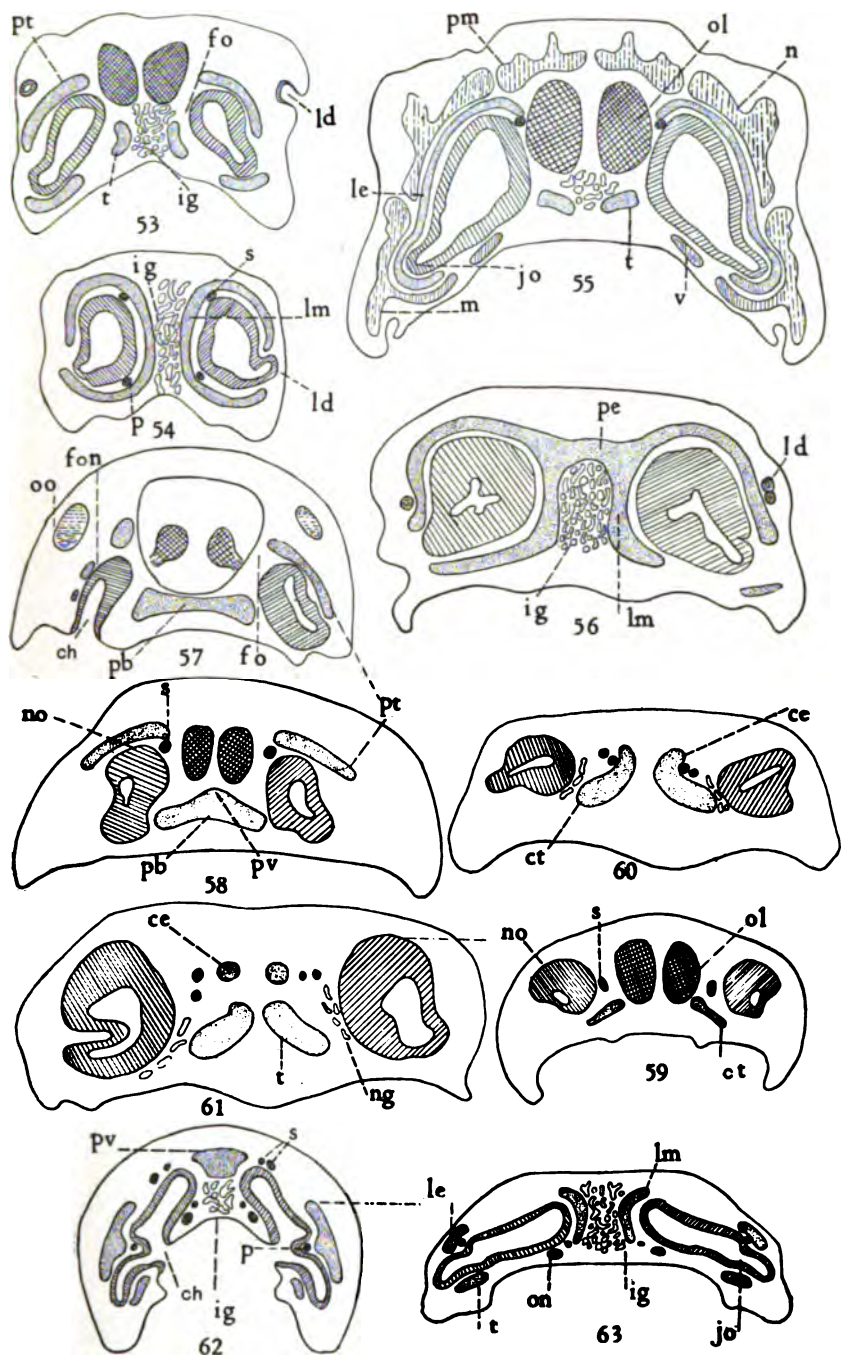 pt
fo
ld
t
ig
53
pm
ol
n
le
jo
t
v
m
55
ig
s
lm
ld
p
54
pe
ld
ig
lm
56
fon
oo
ch
pb
fo
57
no
s
pt
pb
pv
58
ce
ct
60
ce
t
ng
61
no
s
ol
ct
59
pv
s
le
p
ch
ig
62
lm
on
ig
t
jo
63